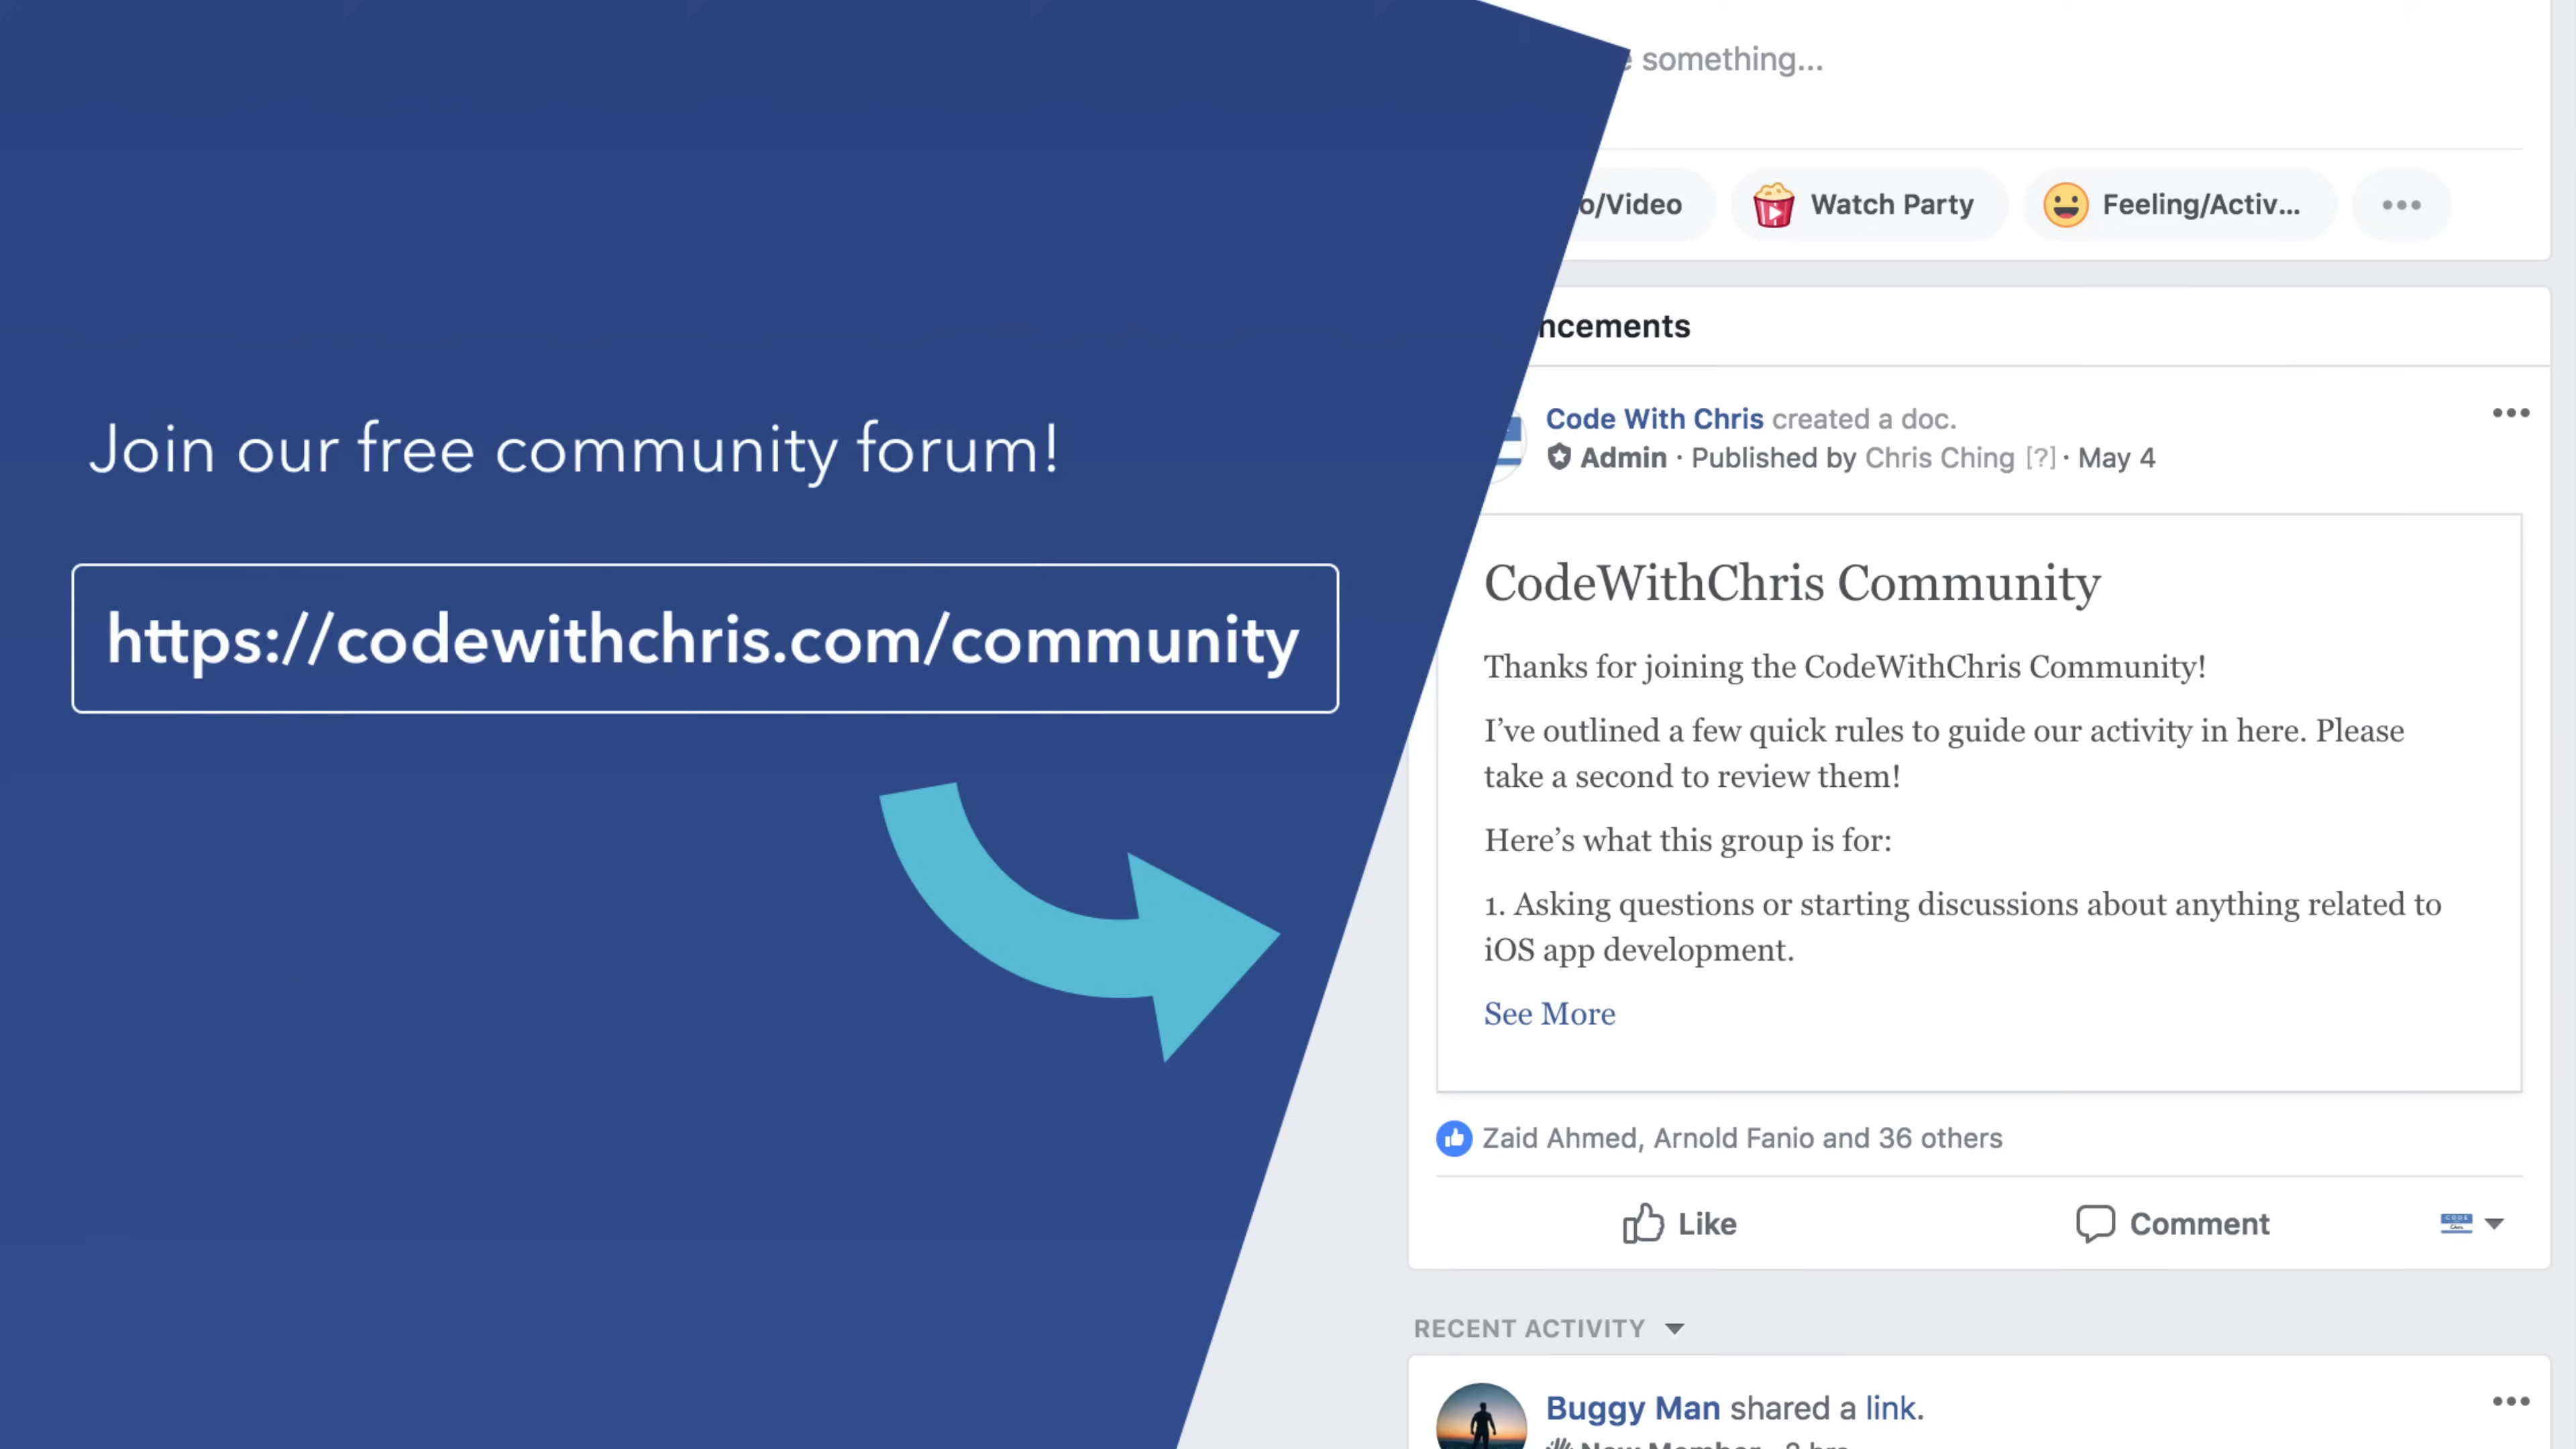 Join our free community forum!
https://codewithchris.com/community
something...
o/Video
Watch Party
Feeling/Activ...
ncements
Code With Chris created a doc.
Admin · Published by Chris Ching [?] · May 4
CodeWithChris Community
Thanks for joining the CodeWithChris Community!
I’ve outlined a few quick rules to guide our activity in here. Please
take a second to review them!
Here’s what this group is for:
1. Asking questions or starting discussions about anything related to
iOS app development.
See More
Zaid Ahmed, Arnold Fanio and 36 others
Like
Comment
RECENT ACTIVITY
Buggy Man shared a link.